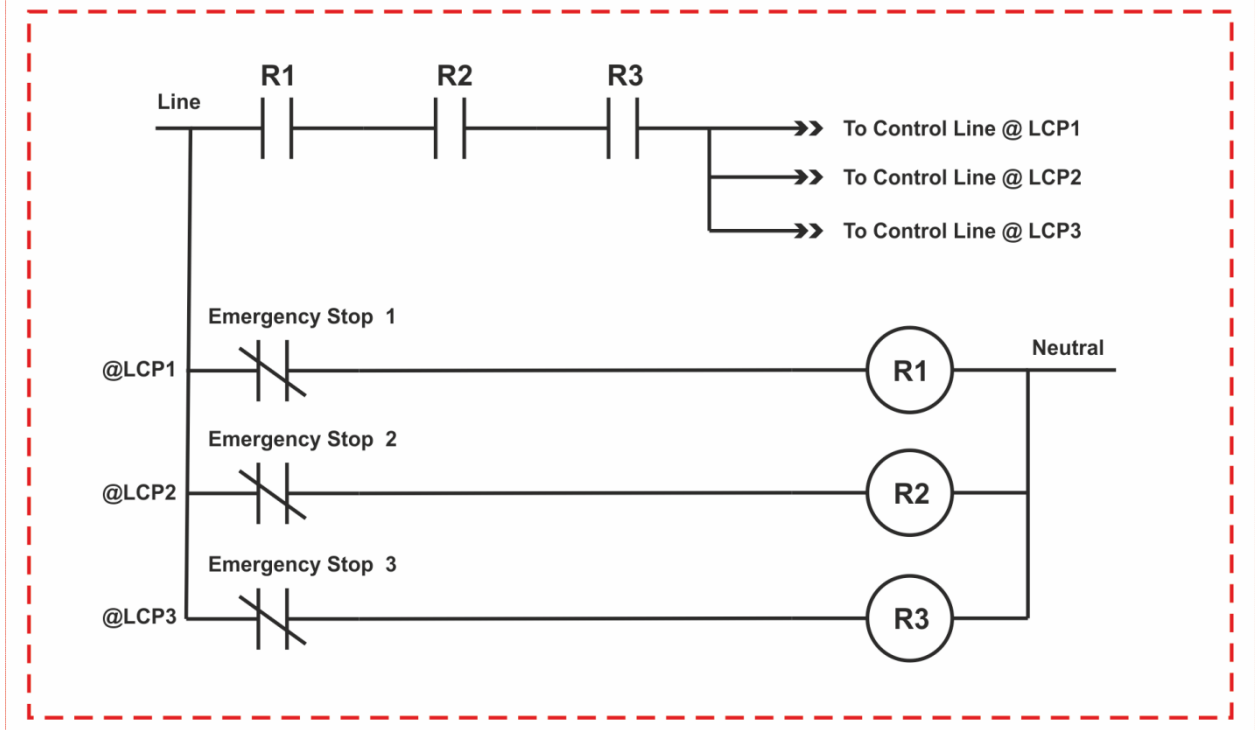 R1
R2
R3
Line
To Control Line @ LCP1
To Control Line @ LCP2
To Control Line @ LCP3
Emergency Stop 1
Neutral
@LCP1
R1
Emergency Stop 2
@LCP2
R2
Emergency Stop 3
@LCP3
R3